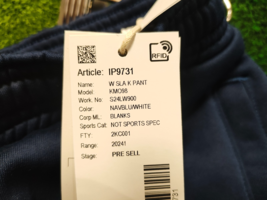 RFID
Article: IP9731
Name: W SLA K PANT
Model: KMO98
Work. No. S24LW900
Color: NAVBLU/WHITE
Corp ML: BLANKS
Sports Cat: NOT SPORTS SPEC
FTY: 2KC001
Range 20241
Stage: PRE SELL